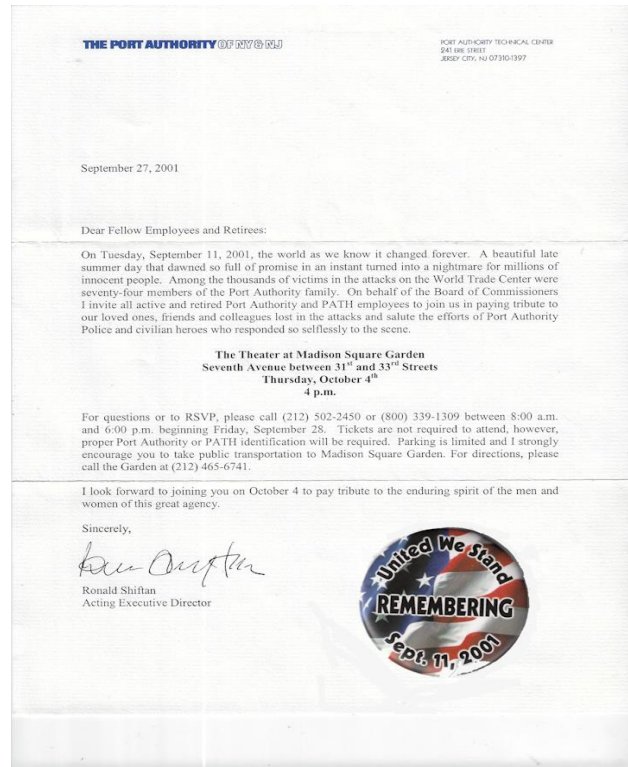 THE PORT AUTHORITY OF NY & NJ
PORT AUTHORITY TECHNICAL CENTER
241 ERIE STREET
JERSEY CITY, NJ 07310-1397
September 27, 2001
Dear Fellow Employees and Retirees:
On Tuesday, September 11, 2001, the world as we know it changed forever. A beautiful late
summer day that dawned so full of promise in an instant turned into a nightmare for millions of
innocent people. Among the thousands of victims in the attacks on the World Trade Center were
seventy-four members of the Port Authority family. On behalf of the Board of Commissioners
I invite all active and retired Port Authority and PATH employees to join us in paying tribute to
our loved ones, friends and colleagues lost in the attacks and salute the efforts of Port Authority
Police and civilian heroes who responded so selflessly to the scene.
The Theater at Madison Square Garden
Seventh Avenue between 31st and 33rd Streets
Thursday, October 4th
4 p.m.
For questions or to RSVP, please call (212) 502-2450 or (800) 339-1309 between 8:00 a.m.
and 6:00 p.m. beginning Friday, September 28. Tickets are not required to attend, however,
proper Port Authority or PATH identification will be required. Parking is limited and I strongly
encourage you to take public transportation to Madison Square Garden. For directions, please
call the Garden at (212) 465-6741.
I look forward to joining you on October 4 to pay tribute to the enduring spirit of the men and
women of this great agency.
Sincerely,
Ronald Shiftan
Acting Executive Director
United We Stand
REMEMBERING
Sept. 11, 2001